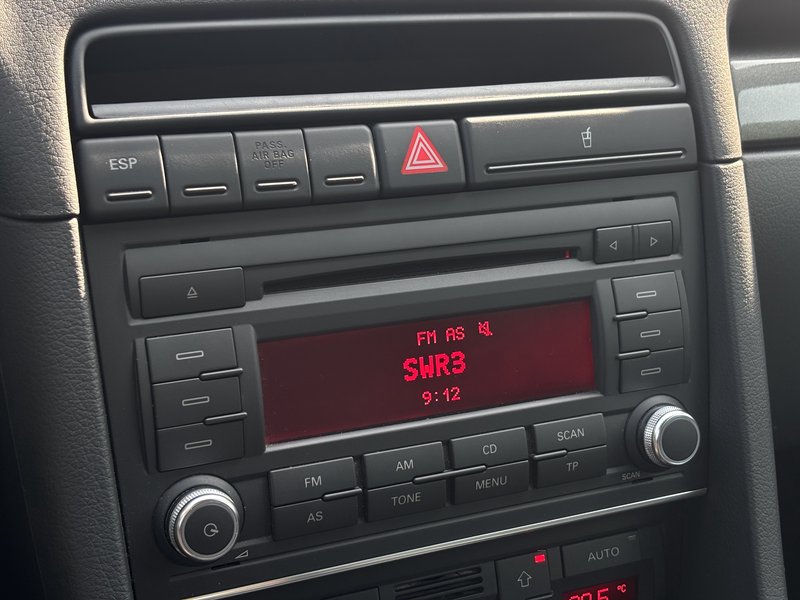 ESP
PASS.
AIR BAG
OFF
FM AS
SWR3
9:12
FM
AM
CD
SCAN
AS
TONE
MENU
TP
SCAN
AUTO
°C